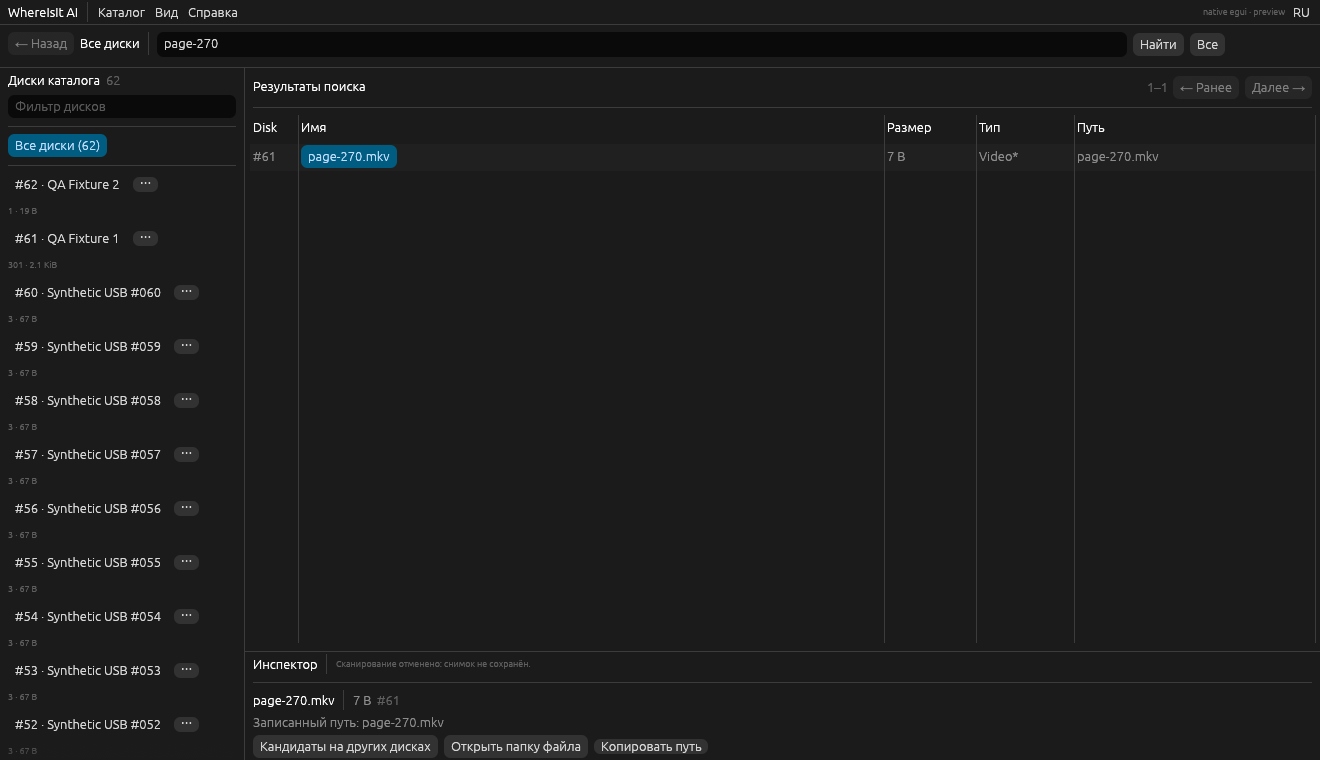 WhereIsIt AI Каталог Вид Справка native egui · preview RU
← Назад Все диски page-270 Найти Все
Диски каталога 62
Фильтр дисков
Все диски (62)
#62 · QA Fixture 2 ···
1 · 19 B
#61 · QA Fixture 1 ···
301 · 2.1 KiB
#60 · Synthetic USB #060 ···
3 · 67 B
#59 · Synthetic USB #059 ···
3 · 67 B
#58 · Synthetic USB #058 ···
3 · 67 B
#57 · Synthetic USB #057 ···
3 · 67 B
#56 · Synthetic USB #056 ···
3 · 67 B
#55 · Synthetic USB #055 ···
3 · 67 B
#54 · Synthetic USB #054 ···
3 · 67 B
#53 · Synthetic USB #053 ···
3 · 67 B
#52 · Synthetic USB #052 ···
3 · 67 B
Результаты поиска 1–1 ← Ранее Далее →
Disk Имя Размер Тип Путь
#61 page-270.mkv 7 B Video* page-270.mkv
Инспектор Сканирование отменено: снимок не сохранён.
page-270.mkv 7 B #61
Записанный путь: page-270.mkv
Кандидаты на других дисках Открыть папку файла Копировать путь